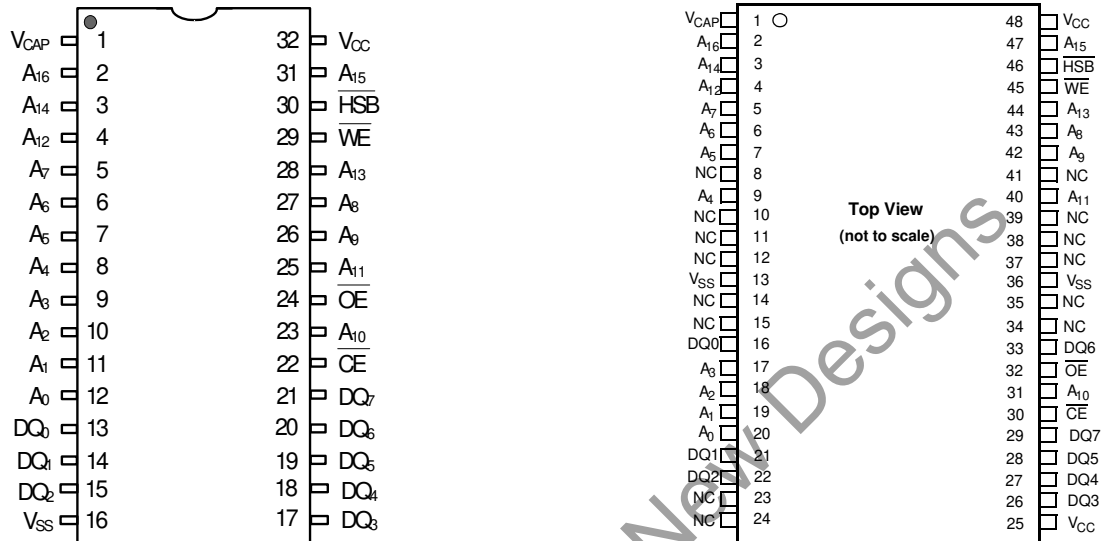 VCAP 1 32 VCC
A16 2 31 A15
A14 3 30 HSB
A12 4 29 WE
A7 5 28 A13
A6 6 27 A8
A5 7 26 A9
A4 8 25 A11
A3 9 24 OE
A2 10 23 A10
A1 11 22 CE
A0 12 21 DQ7
DQ0 13 20 DQ6
DQ1 14 19 DQ5
DQ2 15 18 DQ4
VSS 16 17 DQ3
VCAP 1 48 VCC
A16 2 47 A15
A14 3 46 HSB
A12 4 45 WE
A7 5 44 A13
A6 6 43 A8
A5 7 42 A9
NC 8 41 NC
A4 9 40 A11
NC 10 39 NC
NC 11 38 NC
NC 12 37 NC
VSS 13 36 VSS
NC 14 35 NC
NC 15 34 NC
DQ0 16 33 DQ6
A3 17 32 OE
A2 18 31 A10
A1 19 30 CE
A0 20 29 DQ7
DQ1 21 28 DQ5
DQ2 22 27 DQ4
NC 23 26 DQ3
NC 24 25 VCC
Top View
(not to scale)
New Designs